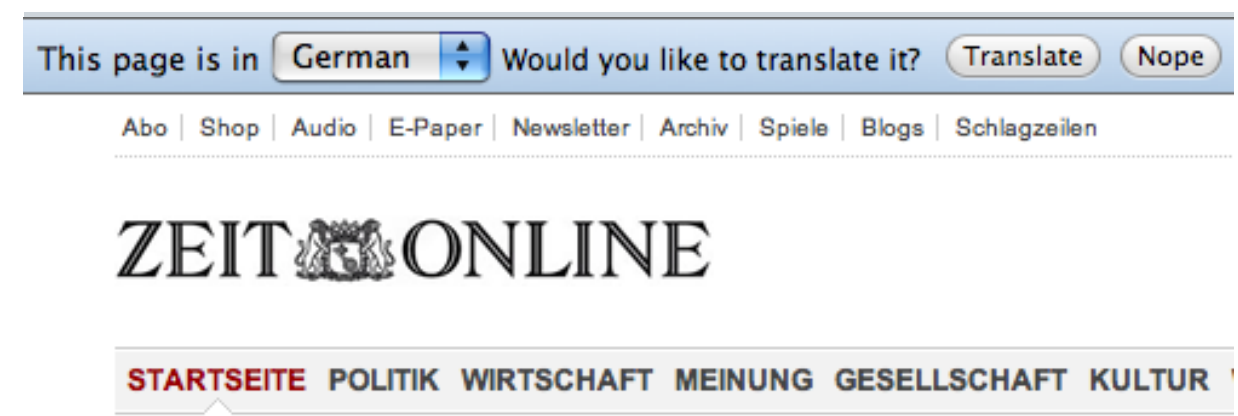 This page is in German Would you like to translate it? Translate Nope
Abo | Shop | Audio | E-Paper | Newsletter | Archiv | Spiele | Blogs | Schlagzeilen
ZEIT ONLINE
STARTSEITE POLITIK WIRTSCHAFT MEINUNG GESELLSCHAFT KULTUR